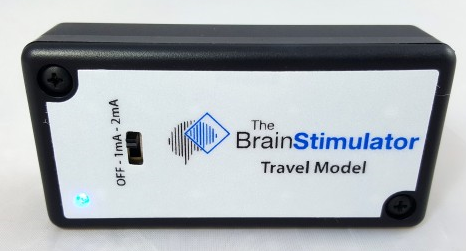 OFF - 1mA - 2mA
The
BrainStimulator
Travel Model